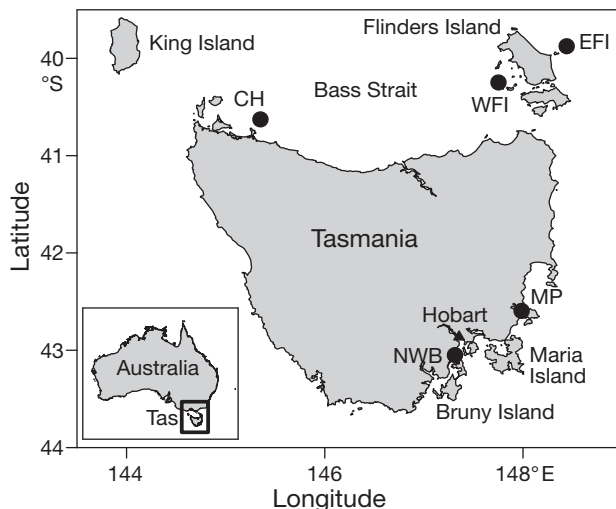 Flinders Island
King Island
EFI
40
°S
CH
Bass Strait
WFI
41
Latitude
42
Tasmania
MP
Hobart
43
NWB
Maria
Island
Australia
Tas
Bruny Island
44
144
146
148°E
Longitude